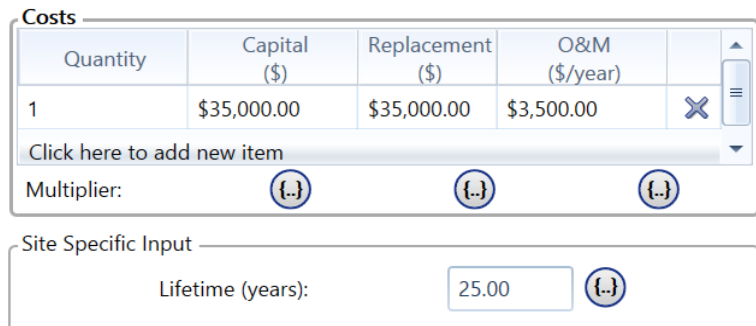 Costs
Quantity Capital ($) Replacement ($) O&M ($/year)
1 $35,000.00 $35,000.00 $3,500.00
Click here to add new item
Multiplier: {..} {..} {..}
Site Specific Input
Lifetime (years): 25.00 {..}